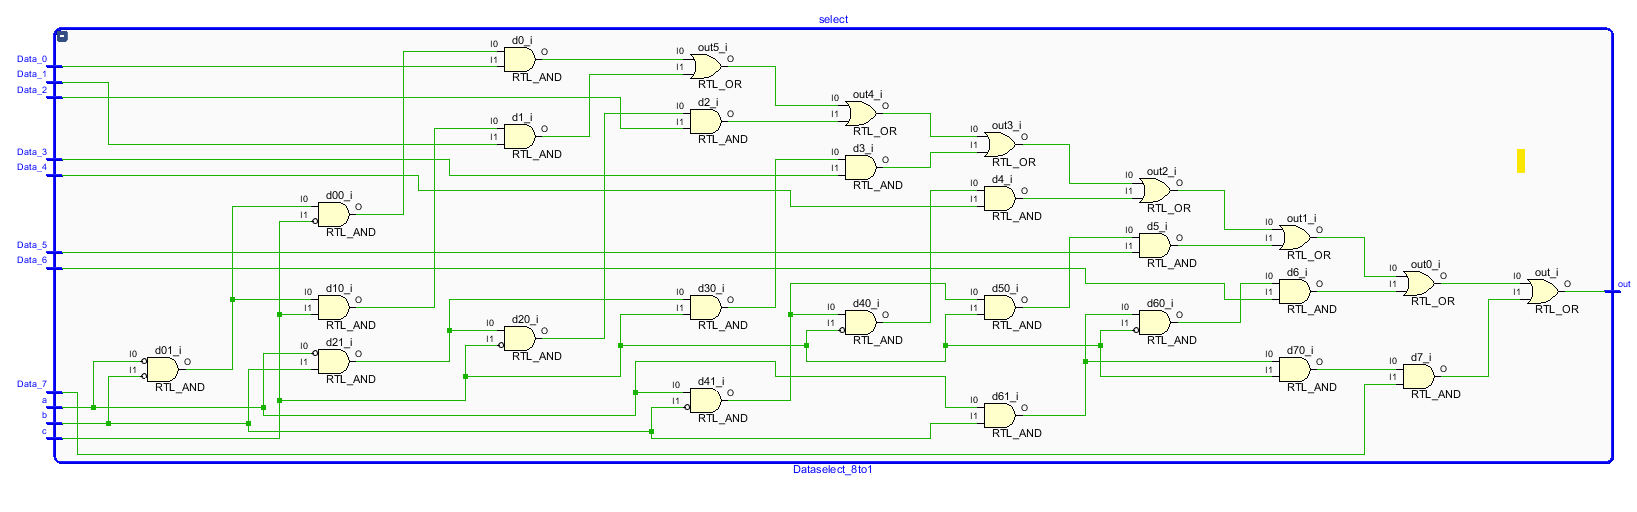 select
Data_0
Data_1
Data_2
Data_3
Data_4
Data_5
Data_6
Data_7
a
b
c
I0 d0_i O
I1
RTL_AND
I0 out5_i O
I1
RTL_OR
I0 d1_i O
I1
RTL_AND
I0 d2_i O
I1
RTL_AND
I0 out4_i O
I1
RTL_OR
I0 d3_i O
I1
RTL_AND
I0 out3_i O
I1
RTL_OR
I0 d4_i O
I1
RTL_AND
I0 out2_i O
I1
RTL_OR
I0 d00_i O
I1
RTL_AND
I0 d5_i O
I1
RTL_AND
I0 out1_i O
I1
RTL_OR
I0 d6_i O
I1
RTL_AND
I0 out0_i O
I1
RTL_OR
I0 out_i O
I1
RTL_OR
out
I0 d10_i O
I1
RTL_AND
I0 d20_i O
I1
RTL_AND
I0 d30_i O
I1
RTL_AND
I0 d40_i O
I1
RTL_AND
I0 d50_i O
I1
RTL_AND
I0 d60_i O
I1
RTL_AND
I0 d01_i O
I1
RTL_AND
I0 d21_i O
I1
RTL_AND
I0 d70_i O
I1
RTL_AND
I0 d7_i O
I1
RTL_AND
I0 d41_i O
I1
RTL_AND
I0 d61_i O
I1
RTL_AND
Dataselect_8to1